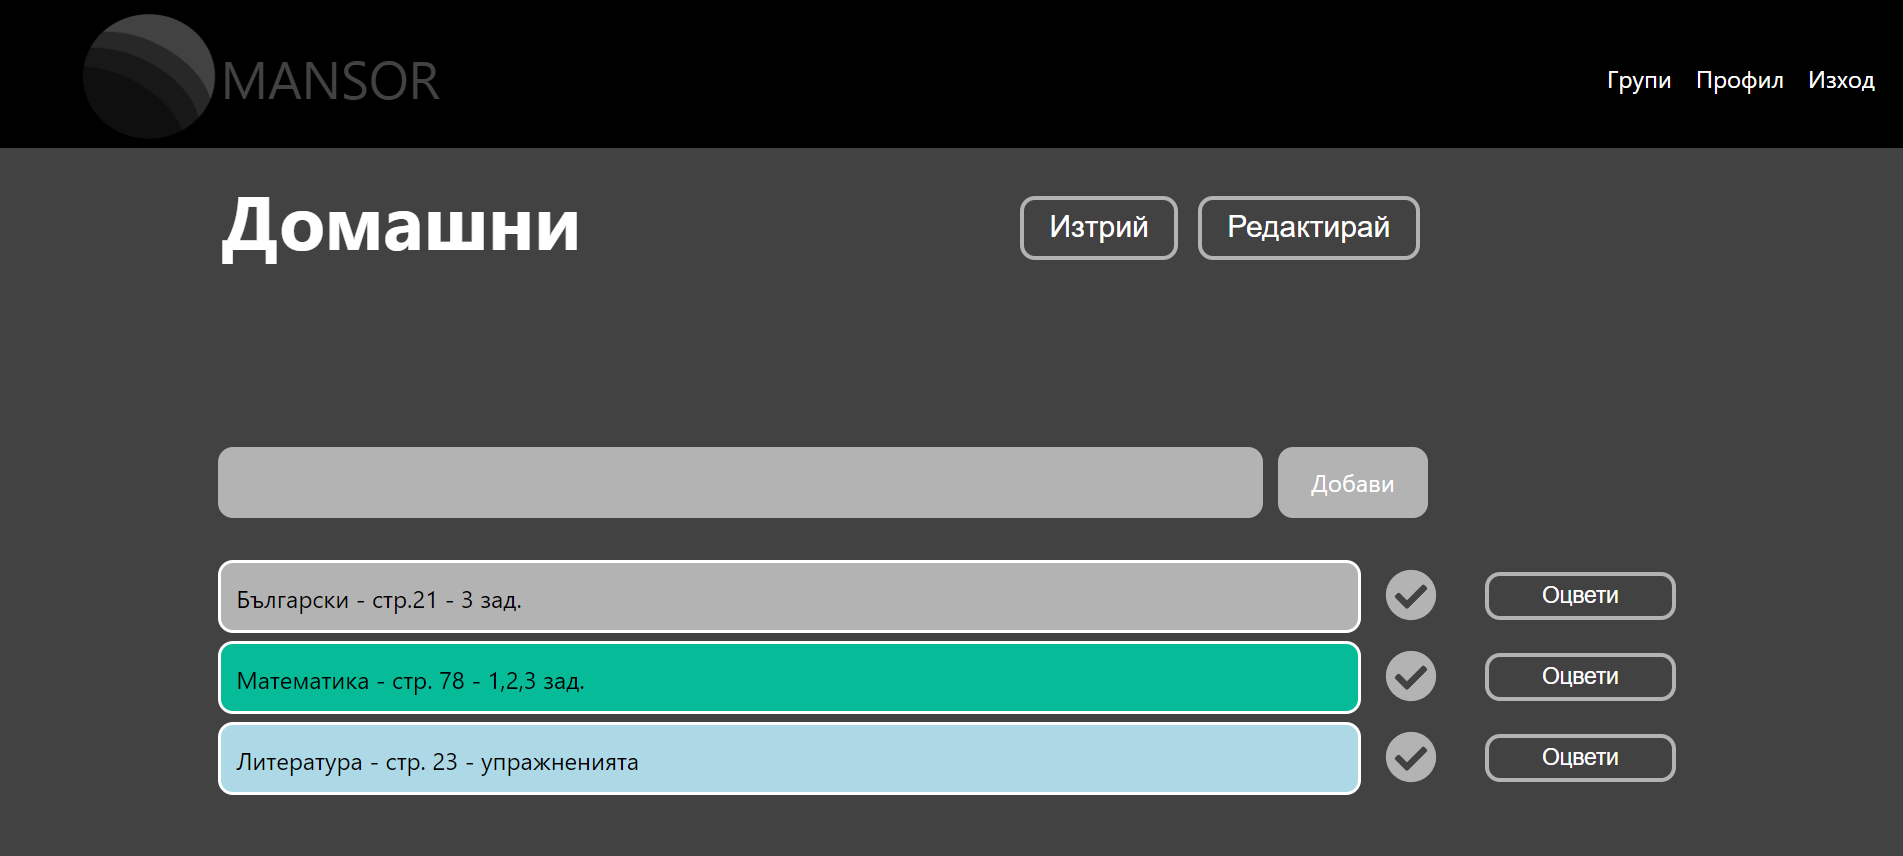 MANSOR
Групи Профил Изход
Домашни
Изтрий Редактирай
Добави
Български - стр.21 - 3 зад.
Оцвети
Математика - стр. 78 - 1,2,3 зад.
Оцвети
Литература - стр. 23 - упражненията
Оцвети